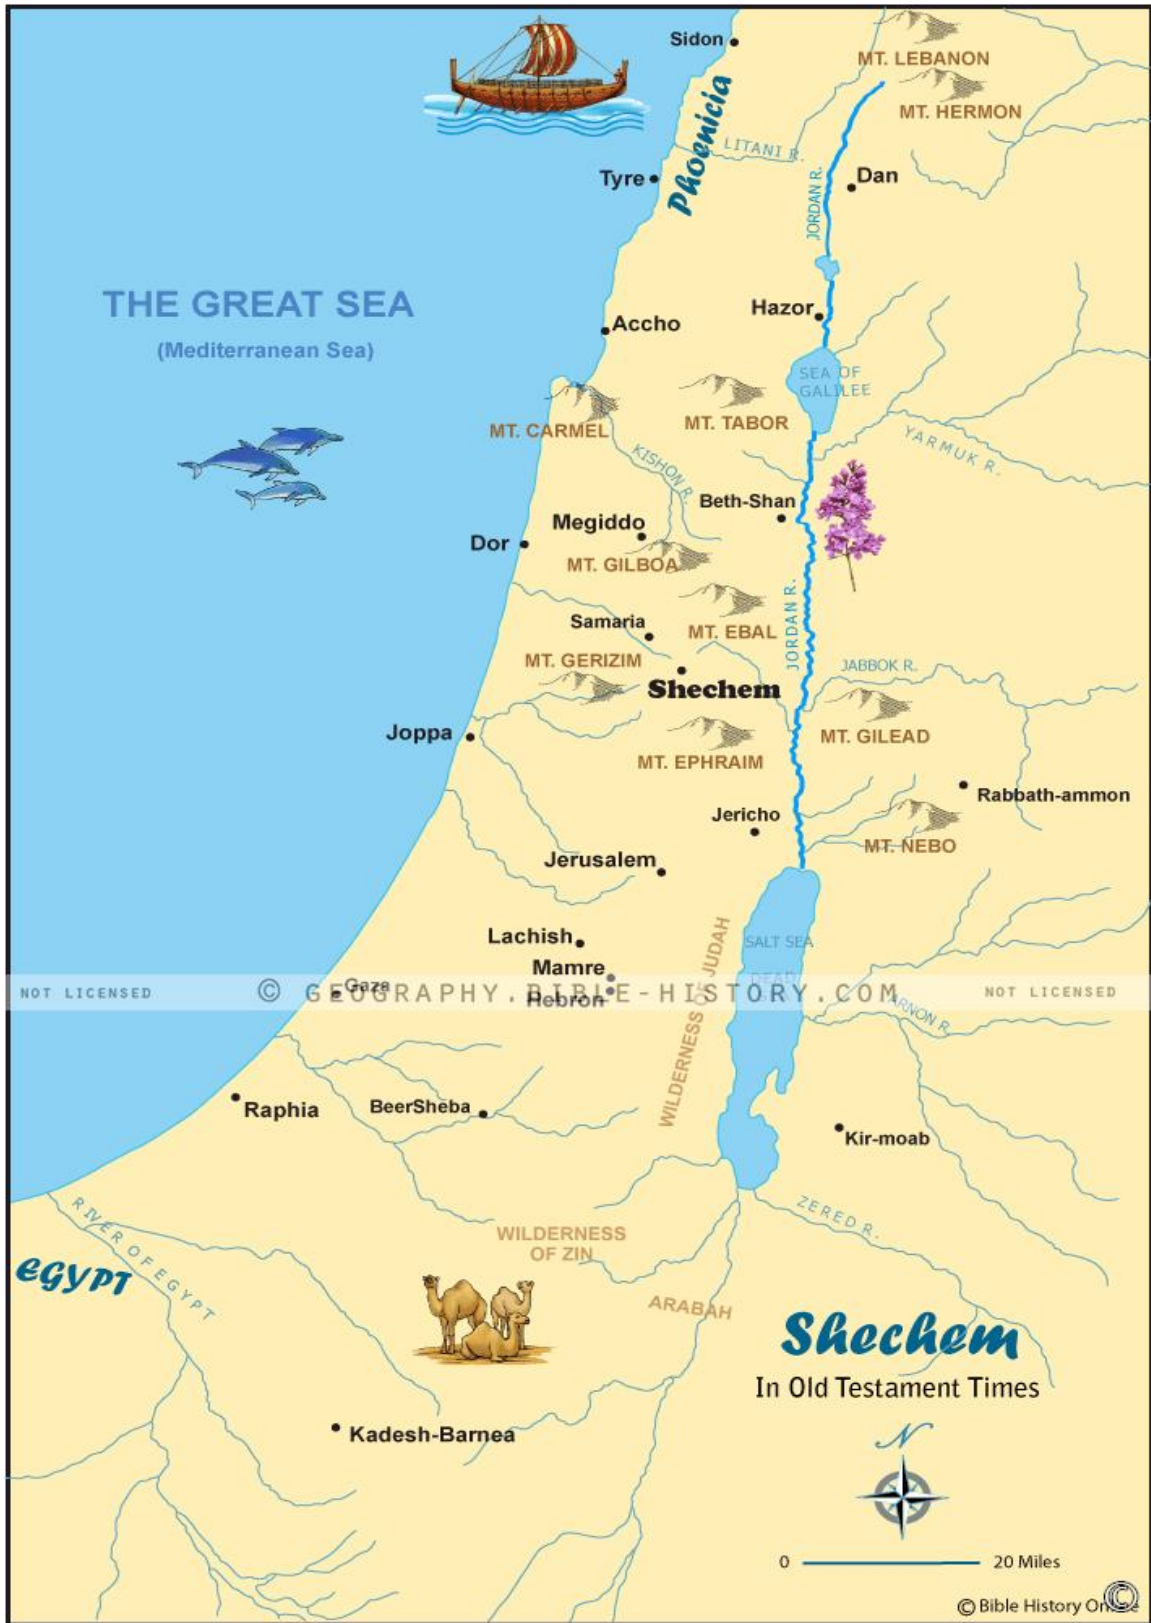 Sidon
MT. LEBANON
MT. HERMON
Phoenicia
LITANI R.
Tyre
Dan
JORDAN R.
THE GREAT SEA
(Mediterranean Sea)
Hazor
Accho
SEA OF
GALILEE
MT. CARMEL
MT. TABOR
YARMUK R.
KISHON R.
Beth-Shan
Megiddo
Dor
MT. GILBOA
Samaria
MT. EBAL
JORDAN R.
MT. GERIZIM
JABBOK R.
Shechem
Joppa
MT. GILEAD
MT. EPHRAIM
Rabbath-ammon
Jericho
MT. NEBO
Jerusalem
Lachish
SALT SEA
WILDERNESS OF JUDAH
Mamre
DEAD
Gaza
Hebron
NOT LICENSED
© GEOGRAPHY.BIBLE-HISTORY.COM
NOT LICENSED
ARNON R.
Raphia
BeerSheba
Kir-moab
ZERED R.
RIVER OF EGYPT
WILDERNESS
OF ZIN
EGYPT
ARABAH
Shechem
In Old Testament Times
Kadesh-Barnea
N
0
20 Miles
© Bible History Online
©